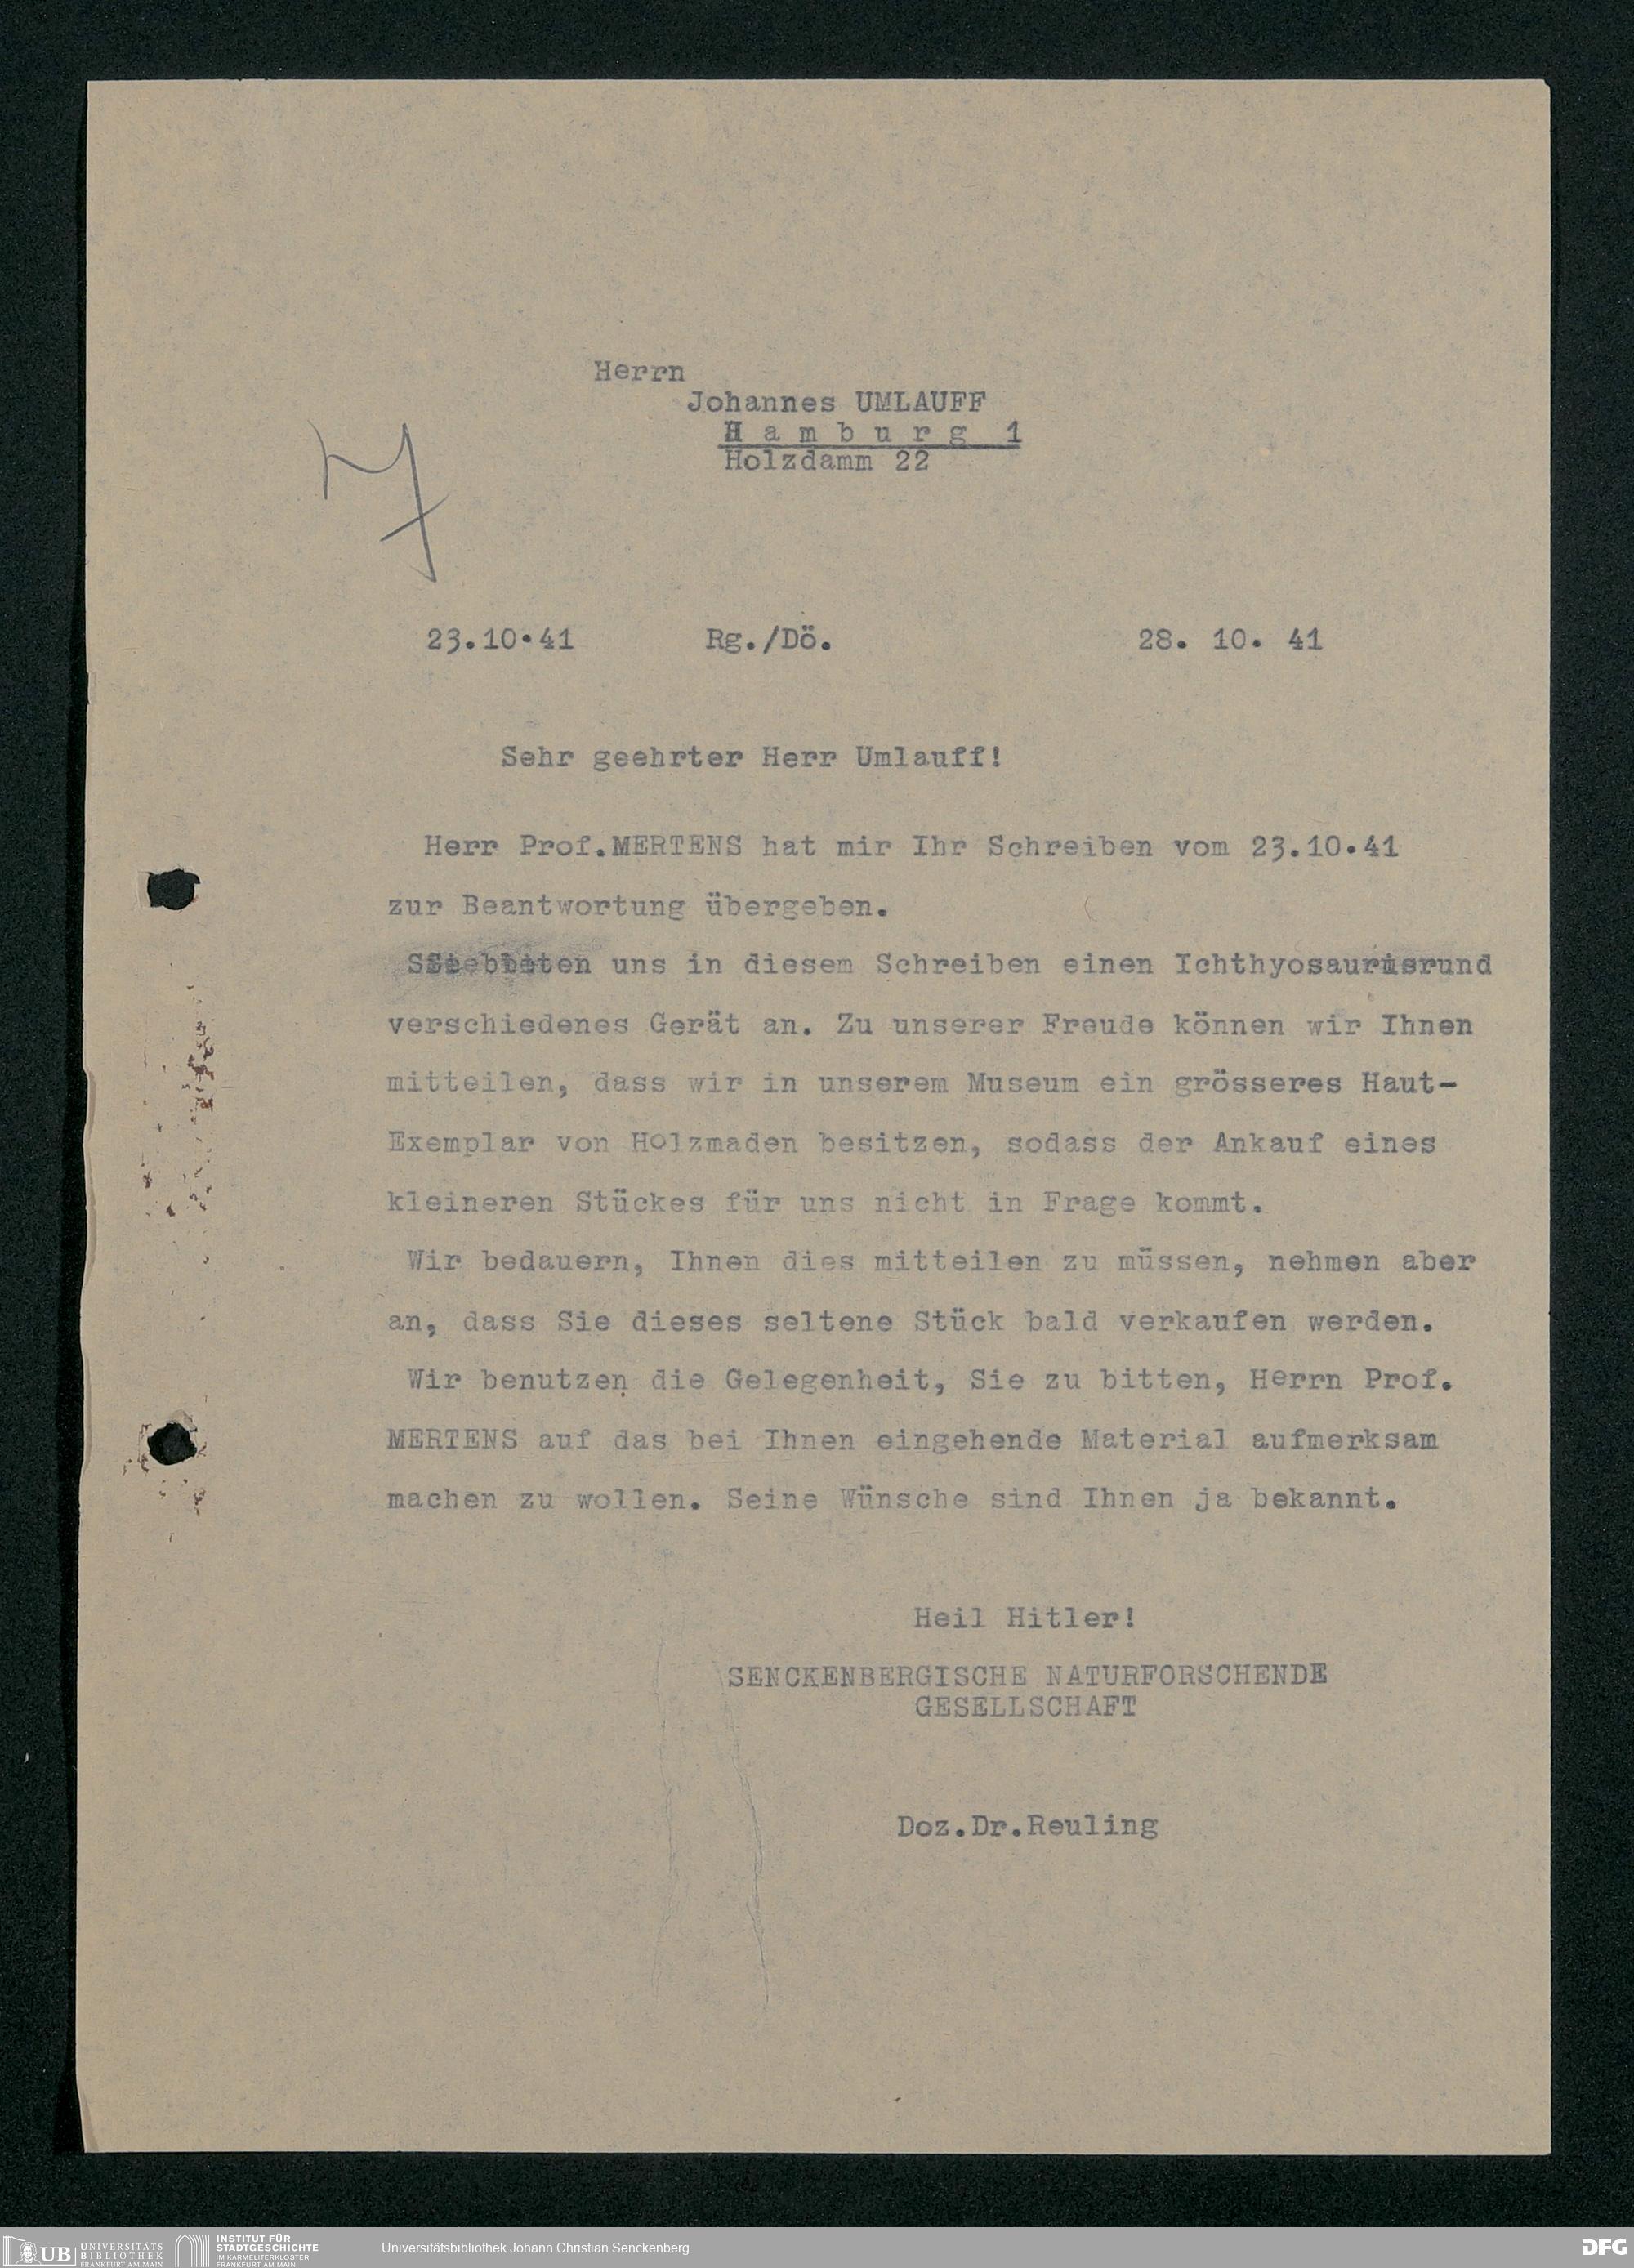 Herrn
Johannes UMLAUFF
H a m b u r g 1
Holzdamm 22
23.10.41 Rg./Dö. 28. 10. 41
Sehr geehrter Herr Umlauff!
Herr Prof.MERTENS hat mir Ihr Schreiben vom 23.10.41
zur Beantwortung übergeben.
Sie bieten uns in diesem Schreiben einen Ichthyosaurier und
verschiedenes Gerät an. Zu unserer Freude können wir Ihnen
mitteilen, dass wir in unserem Museum ein grösseres Haut-
Exemplar von Holzmaden besitzen, sodass der Ankauf eines
kleineren Stückes für uns nicht in Frage kommt.
Wir bedauern, Ihnen dies mitteilen zu müssen, nehmen aber
an, dass Sie dieses seltene Stück bald verkaufen werden.
Wir benutzen die Gelegenheit, Sie zu bitten, Herrn Prof.
MERTENS auf das bei Ihnen eingehende Material aufmerksam
machen zu wollen. Seine Wünsche sind Ihnen ja bekannt.
Heil Hitler!
SENCKENBERGISCHE NATURFORSCHENDE
GESELLSCHAFT
Doz.Dr.Reuling
UB UNIVERSITÄTS
BIBLIOTHEK
FRANKFURT AM MAIN
INSTITUT FÜR
STADTGESCHICHTE
IM KARMELITERKLOSTER
FRANKFURT AM MAIN
Universitätsbibliothek Johann Christian Senckenberg
DFG